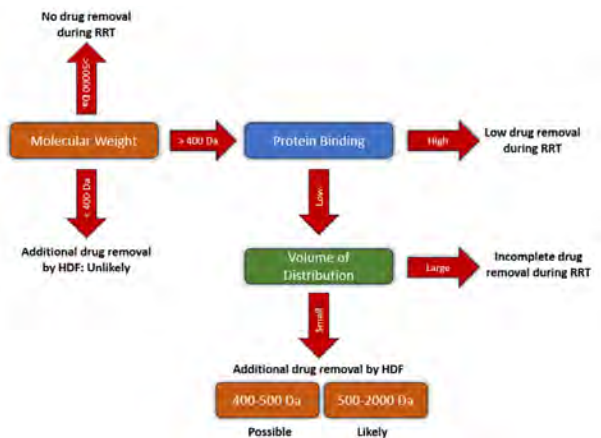 No drug removal
during RRT
>50000 Da
Molecular Weight
> 400 Da
Protein Binding
High
Low drug removal
during RRT
< 400 Da
Low
Additional drug removal
by HDF: Unlikely
Volume of
Distribution
Large
Incomplete drug
removal during RRT
Small
Additional drug removal by HDF
400-500 Da
500-2000 Da
Possible
Likely